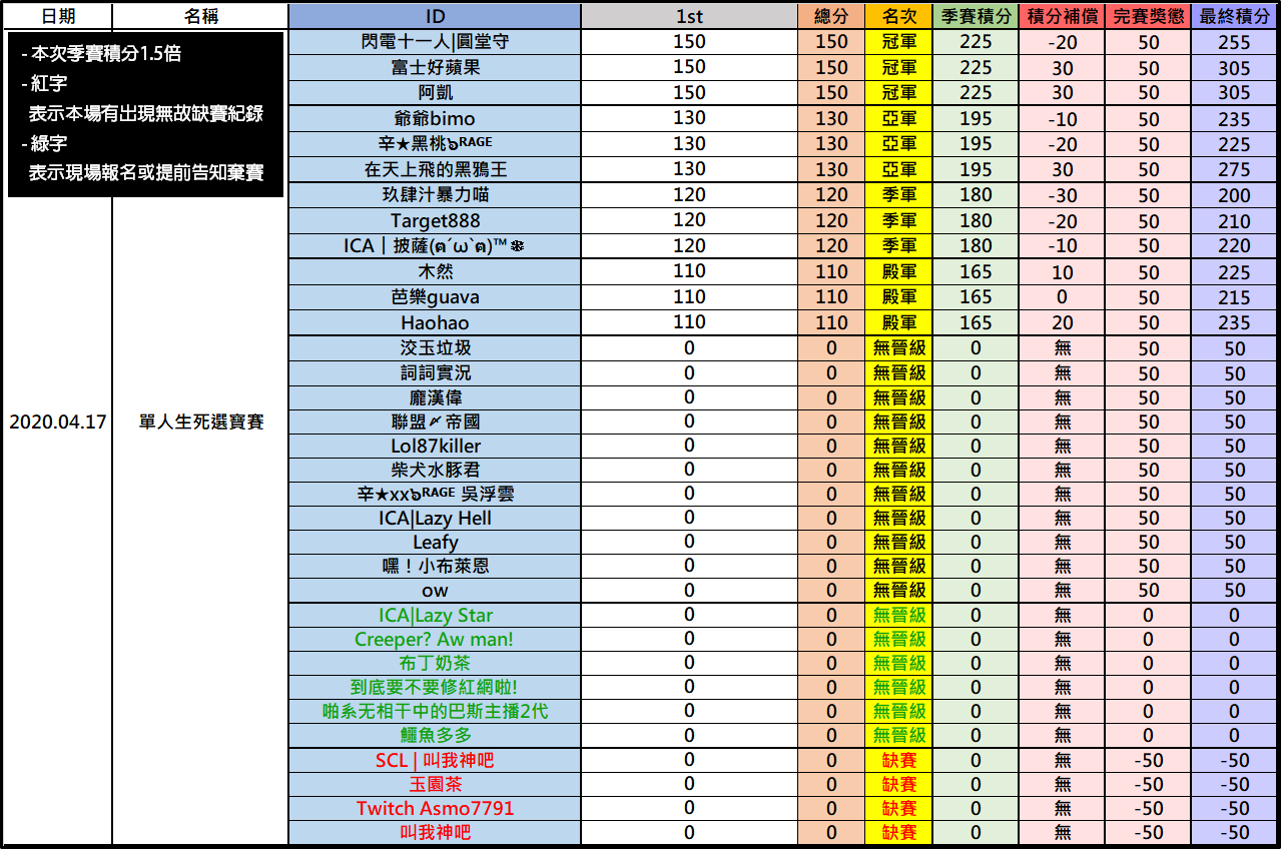 日期 名稱 ID 1st 總分 名次 季賽積分 積分補償 完賽獎懲 最終積分
- 本次季賽積分1.5倍
- 紅字
表示本場有出現無故缺賽紀錄
- 綠字
表示現場報名或提前告知棄賽
2020.04.17 單人生死選寶賽
閃電十一人|圓堂守 150 150 冠軍 225 -20 50 255
富士好蘋果 150 150 冠軍 225 30 50 305
阿凱 150 150 冠軍 225 30 50 305
爺爺bimo 130 130 亞軍 195 -10 50 235
辛★黑桃๖ᴿᴬᴳᴱ 130 130 亞軍 195 -20 50 225
在天上飛的黑鴉王 130 130 亞軍 195 30 50 275
玖肆汁暴力喵 120 120 季軍 180 -30 50 200
Target888 120 120 季軍 180 -20 50 210
ICA｜披薩(ฅ´ω`ฅ)™ 120 120 季軍 180 -10 50 220
木然 110 110 殿軍 165 10 50 225
芭樂guava 110 110 殿軍 165 0 50 215
Haohao 110 110 殿軍 165 20 50 235
洨玉垃圾 0 0 無晉級 0 無 50 50
詞詞實況 0 0 無晉級 0 無 50 50
龐漢偉 0 0 無晉級 0 無 50 50
聯盟〆帝國 0 0 無晉級 0 無 50 50
Lol87killer 0 0 無晉級 0 無 50 50
柴犬水豚君 0 0 無晉級 0 無 50 50
辛★xx๖ᴿᴬᴳᴱ 吳浮雲 0 0 無晉級 0 無 50 50
ICA|Lazy Hell 0 0 無晉級 0 無 50 50
Leafy 0 0 無晉級 0 無 50 50
嘿！小布萊恩 0 0 無晉級 0 無 50 50
ow 0 0 無晉級 0 無 50 50
ICA|Lazy Star 0 0 無晉級 0 無 0 0
Creeper? Aw man! 0 0 無晉級 0 無 0 0
布丁奶茶 0 0 無晉級 0 無 0 0
到底要不要修紅網啦! 0 0 無晉級 0 無 0 0
啪系无相干中的巴斯主播2代 0 0 無晉級 0 無 0 0
鱷魚多多 0 0 無晉級 0 無 0 0
SCL | 叫我神吧 0 0 缺賽 0 無 -50 -50
玉園茶 0 0 缺賽 0 無 -50 -50
Twitch Asmo7791 0 0 缺賽 0 無 -50 -50
叫我神吧 0 0 缺賽 0 無 -50 -50